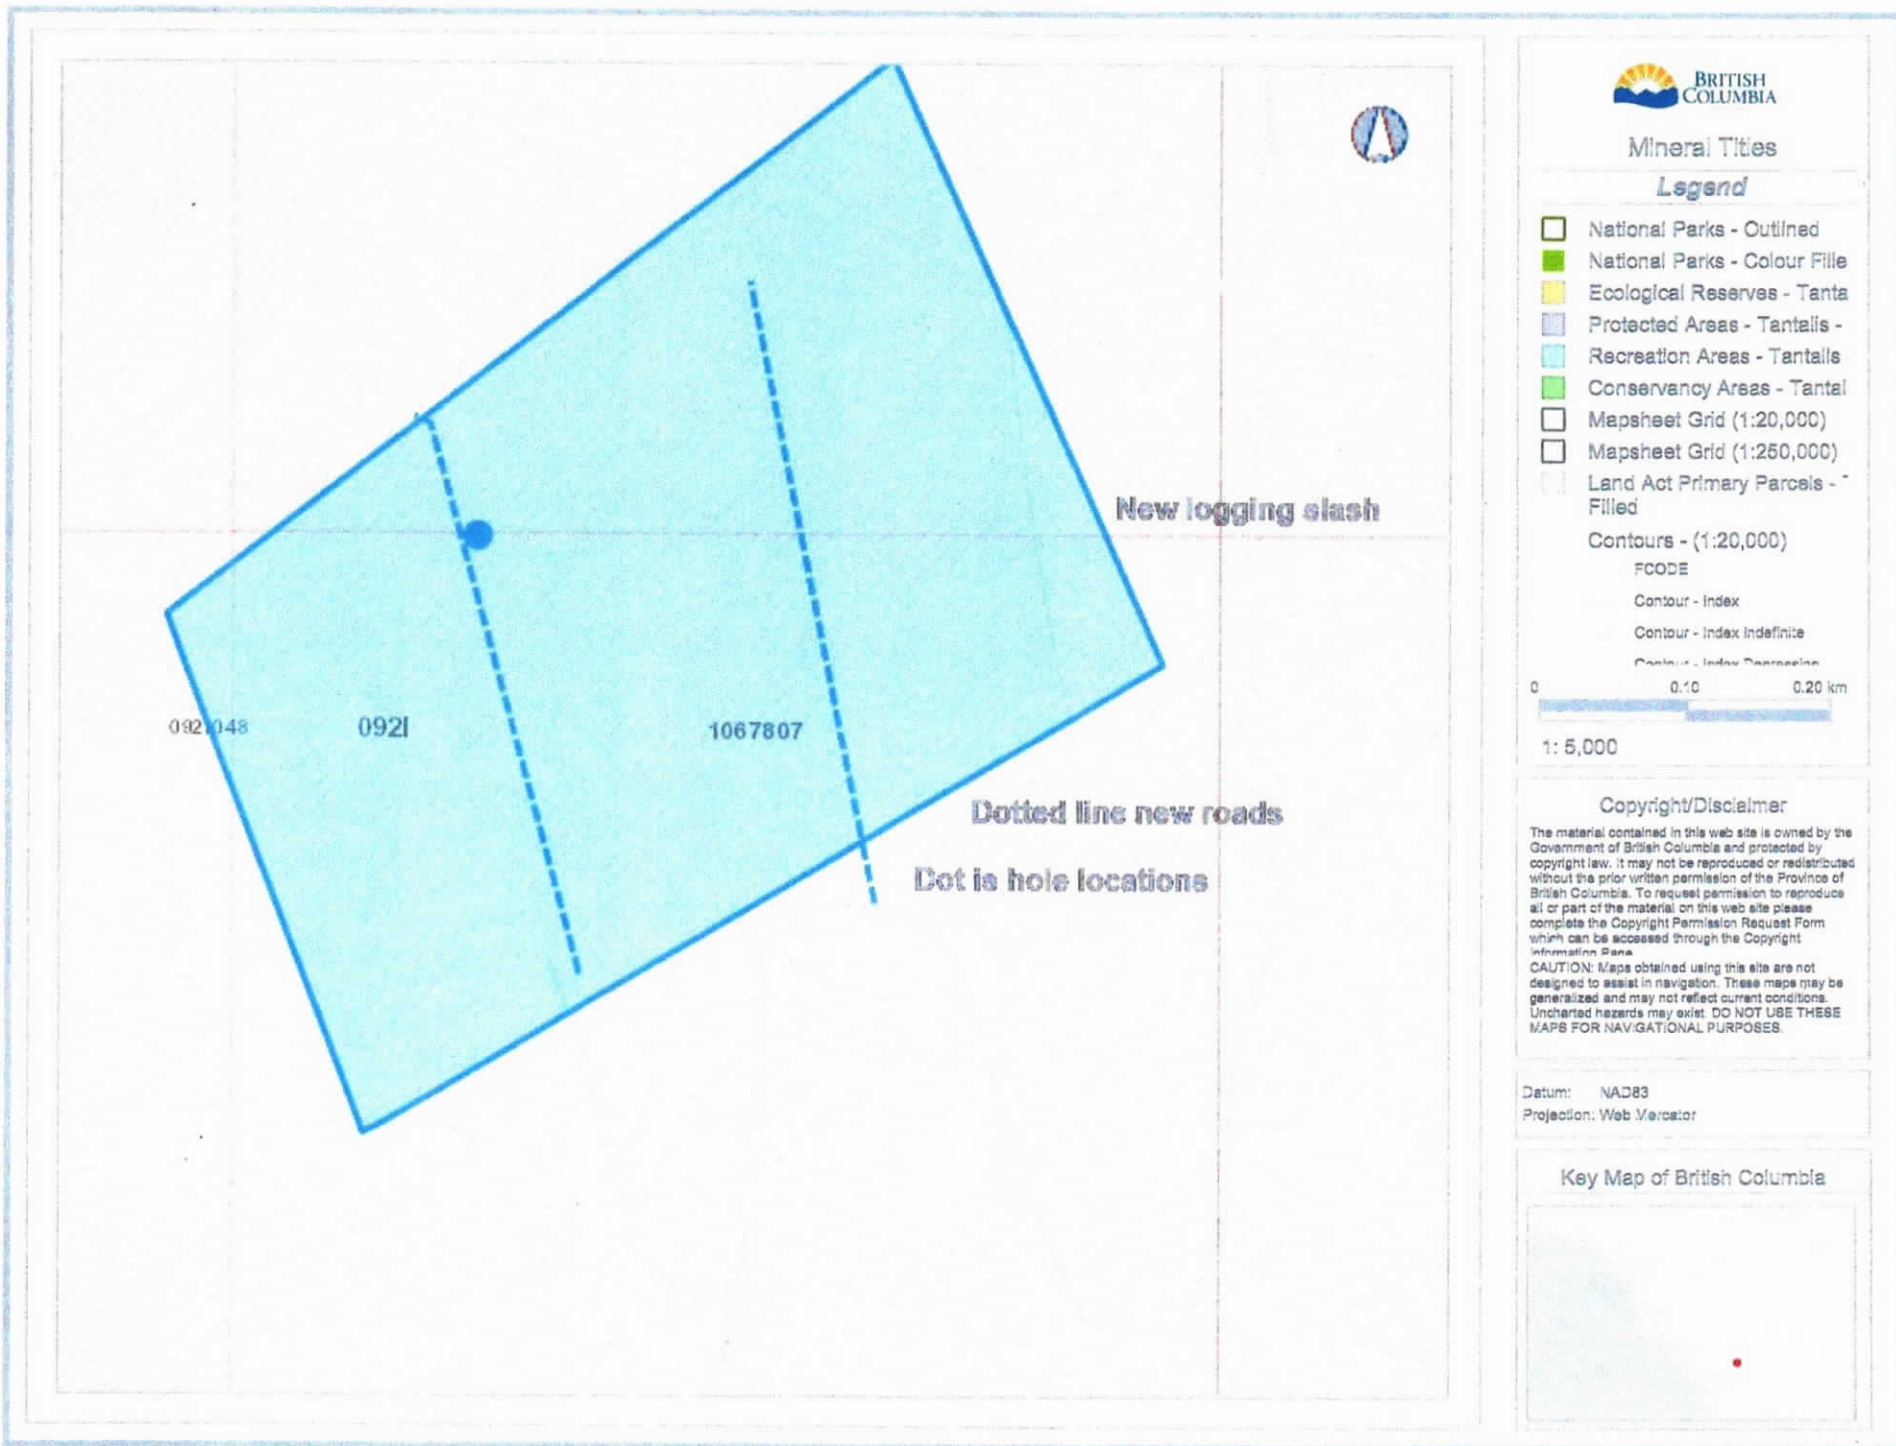 New logging slash
092I048
092I
1067807
Dotted line new roads
Dot is hole locations
BRITISH
COLUMBIA
Mineral Titles
Legend
National Parks - Outlined
National Parks - Colour Fille
Ecological Reserves - Tanta
Protected Areas - Tantalis -
Recreation Areas - Tantalis
Conservancy Areas - Tantal
Mapsheet Grid (1:20,000)
Mapsheet Grid (1:250,000)
Land Act Primary Parcels - T
Filled
Contours - (1:20,000)
FCODE
Contour - Index
Contour - Index Indefinite
Contour - Index Depression
0 0.10 0.20 km
1: 5,000
Copyright/Disclaimer
The material contained in this web site is owned by the
Government of British Columbia and protected by
copyright law. It may not be reproduced or redistributed
without the prior written permission of the Province of
British Columbia. To request permission to reproduce
all or part of the material on this web site please
complete the Copyright Permission Request Form
which can be accessed through the Copyright
Information Page
CAUTION: Maps obtained using this site are not
designed to assist in navigation. These maps may be
generalized and may not reflect current conditions.
Uncharted hazards may exist. DO NOT USE THESE
MAPS FOR NAVIGATIONAL PURPOSES.
Datum: NAD83
Projection: Web Mercator
Key Map of British Columbia